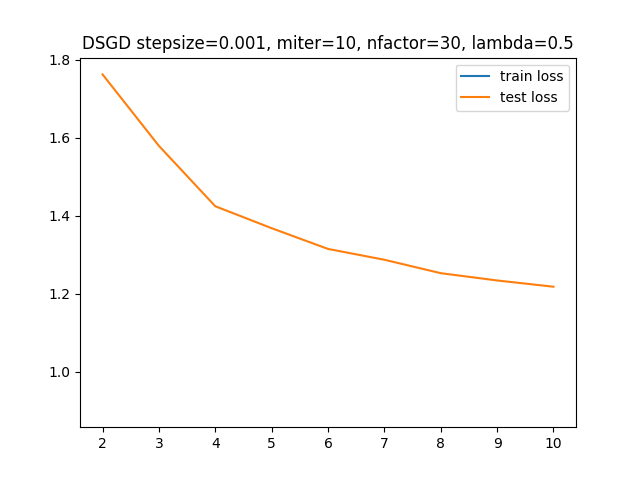 DSGD stepsize=0.001, miter=10, nfactor=30, lambda=0.5
train loss
test loss
1.8
1.6
1.4
1.2
1.0
2 3 4 5 6 7 8 9 10